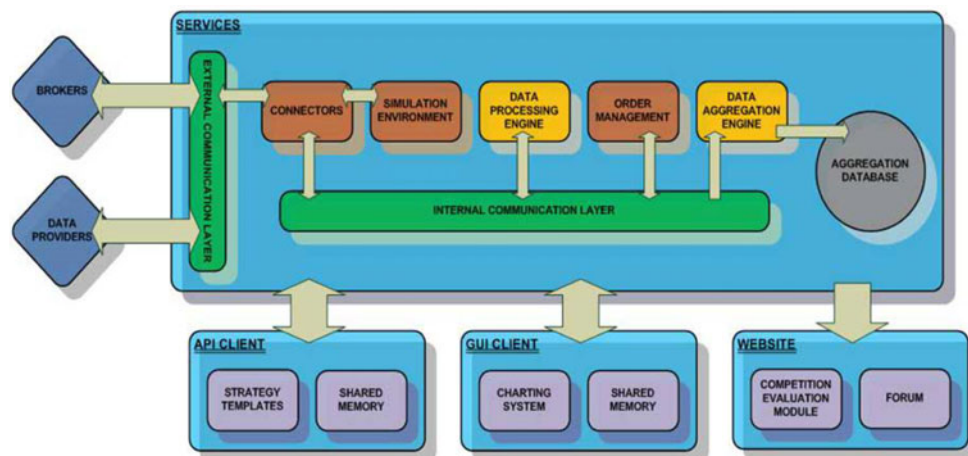 SERVICES
BROKERS
DATA
PROVIDERS
EXTERNAL COMMUNICATION LAYER
CONNECTORS
SIMULATION
ENVIRONMENT
DATA
PROCESSING
ENGINE
ORDER
MANAGEMENT
DATA
AGGREGATION
ENGINE
AGGREGATION
DATABASE
INTERNAL COMMUNICATION LAYER
API CLIENT
STRATEGY
TEMPLATES
SHARED
MEMORY
GUI CLIENT
CHARTING
SYSTEM
SHARED
MEMORY
WEBSITE
COMPETITION
EVALUATION
MODULE
FORUM